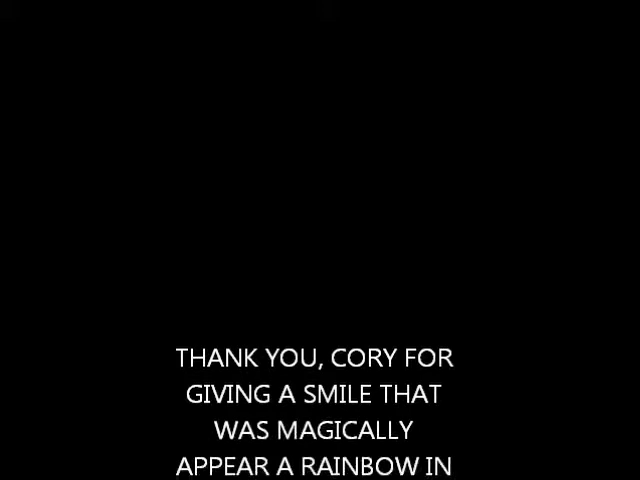 THANK YOU, CORY FOR
GIVING A SMILE THAT
WAS MAGICALLY
APPEAR A RAINBOW IN